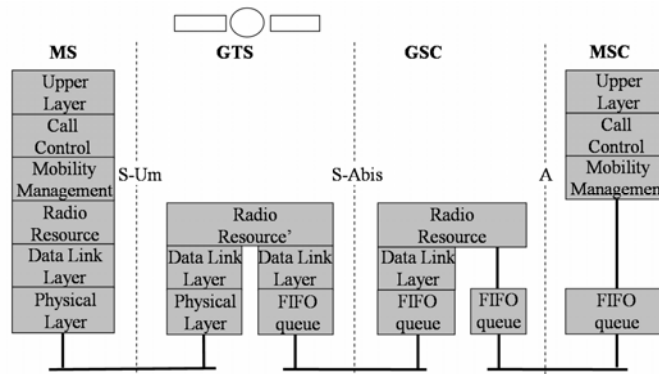 MS
GTS
GSC
MSC
Upper
Layer
Call
Control
Mobility
Management
Radio
Resource
Data Link
Layer
Physical
Layer
S-Um
Radio
Resource’
Data Link
Layer
Physical
Layer
Data Link
Layer
FIFO
queue
S-Abis
Radio
Resource
Data Link
Layer
FIFO
queue
FIFO
queue
A
Upper
Layer
Call
Control
Mobility
Management
FIFO
queue